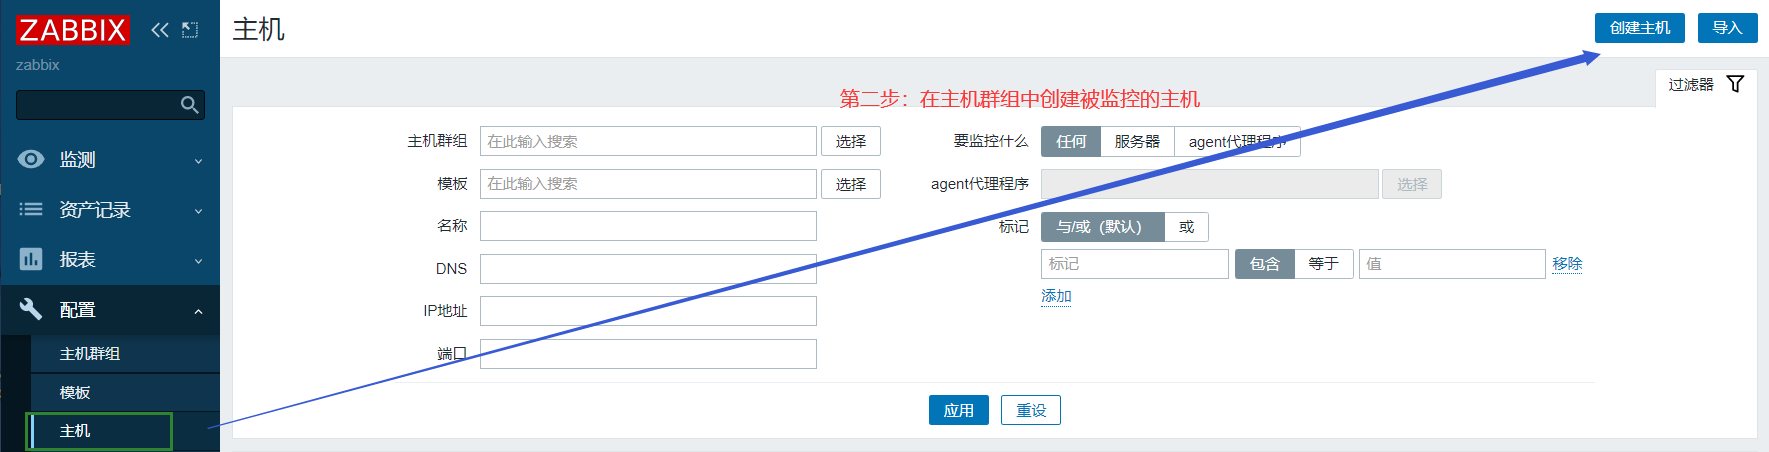 ZABBIX
zabbix
监测
资产记录
报表
配置
主机群组
模板
主机
主机
创建主机 导入
过滤器
第二步：在主机群组中创建被监控的主机
主机群组 在此输入搜索 选择 要监控什么 任何 服务器 agent代理程序
模板 在此输入搜索 选择 agent代理程序 选择
名称 标记 与/或（默认） 或
DNS 标记 包含 等于 值 移除
添加
IP地址
端口
应用 重设